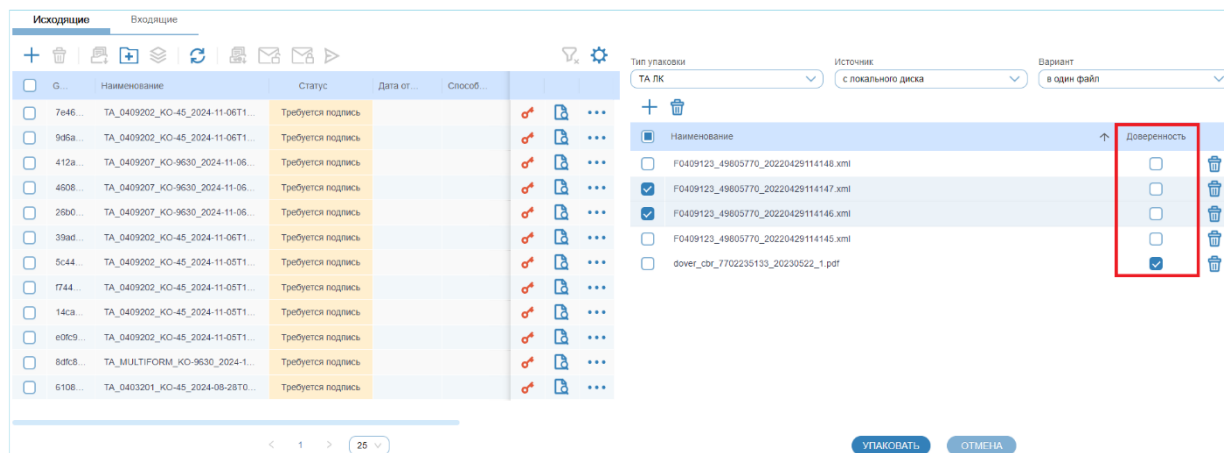 Исходящие Входящие
Тип упаковки Источник Вариант
ТА ЛК с локального диска в один файл
G... Наименование Статус Дата от... Способ...
7e46... TA_0409202_KO-45_2024-11-06T1... Требуется подпись
9d6a... TA_0409202_KO-45_2024-11-06T1... Требуется подпись
412a... TA_0409207_KO-9630_2024-11-06... Требуется подпись
4608... TA_0409207_KO-9630_2024-11-06... Требуется подпись
26b0... TA_0409207_KO-9630_2024-11-06... Требуется подпись
39ad... TA_0409202_KO-45_2024-11-06T1... Требуется подпись
5c44... TA_0409202_KO-45_2024-11-05T1... Требуется подпись
f744... TA_0409202_KO-45_2024-11-05T1... Требуется подпись
14ca... TA_0409202_KO-45_2024-11-05T1... Требуется подпись
e0fc9... TA_0409202_KO-45_2024-11-05T1... Требуется подпись
8dfc8... TA_MULTIFORM_KO-9630_2024-1... Требуется подпись
6108... TA_0403201_KO-45_2024-08-28T0... Требуется подпись
1 25
Наименование Доверенность
F0409123_49805770_20220429114148.xml
F0409123_49805770_20220429114147.xml
F0409123_49805770_20220429114146.xml
F0409123_49805770_20220429114145.xml
dover_cbr_7702235133_20230522_1.pdf
УПАКОВАТЬ ОТМЕНА